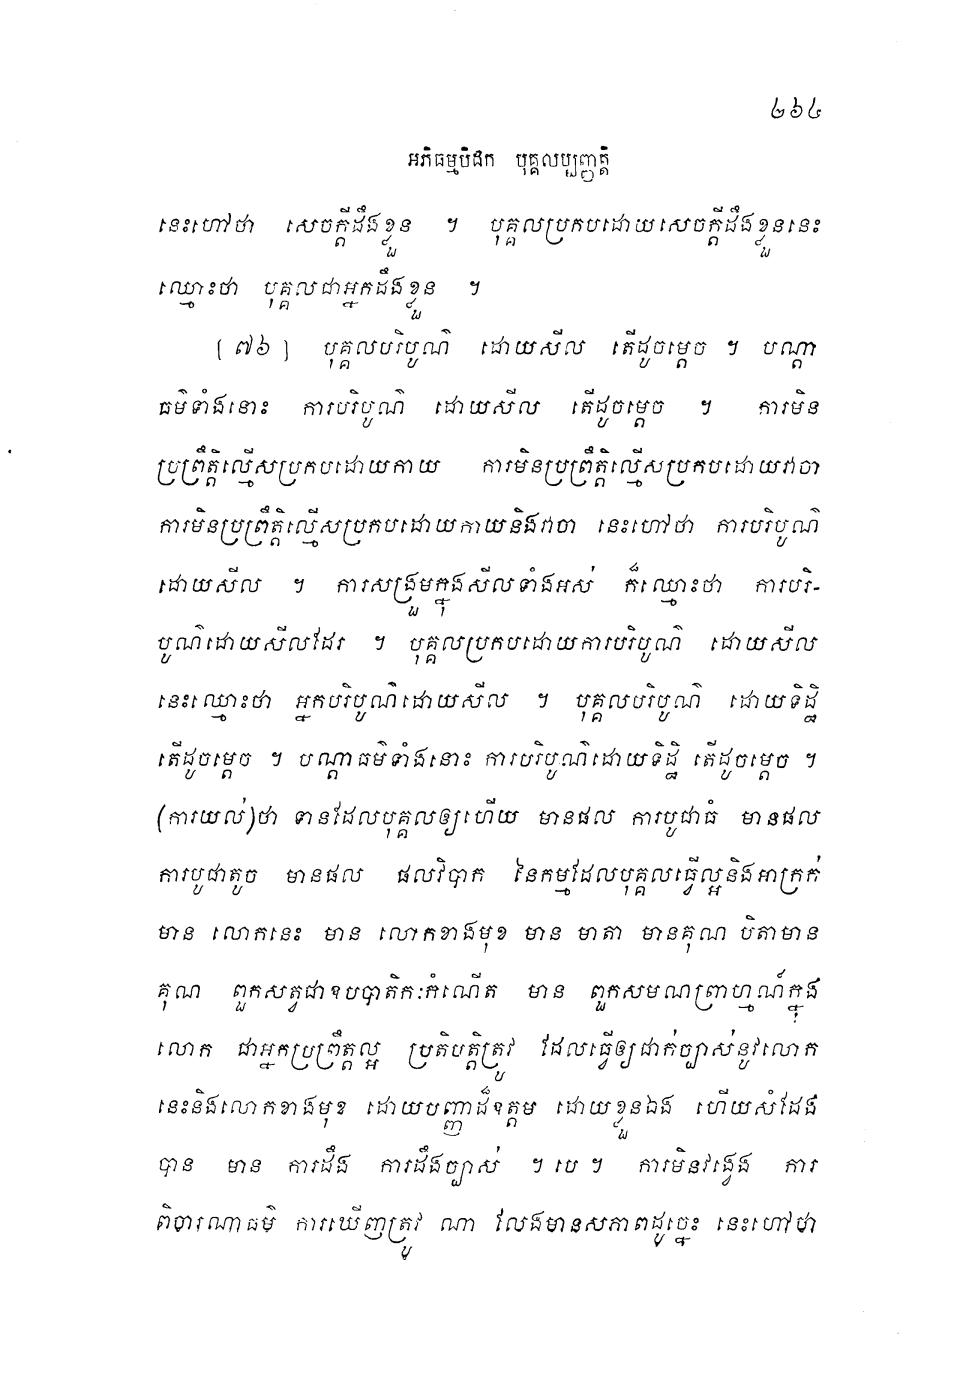 ២៦៤
អភិធម្មបិដក បុគ្គលប្បញ្ញត្តិ
នេះហៅថា សេចក្តីដឹងខ្លួន ។ បុគ្គលប្រកបដោយសេចក្តីដឹងខ្លួននេះ
ឈ្មោះថា បុគ្គលជាអ្នកដឹងខ្លួន ។
[ ៧៦ ] បុគ្គលបរិបូណ៌ ដោយសីល តើដូចម្តេច ។ បណ្តា
ធម៌ទាំងនោះ ការបរិបូណ៌ ដោយសីល តើដូចម្តេច ។ ការមិន
ប្រព្រឹត្តិល្មើសប្រកបដោយកាយ ការមិនប្រព្រឹត្តិល្មើសប្រកបដោយវាចា
ការមិនប្រព្រឹត្តិល្មើសប្រកបដោយកាយនិងវាចា នេះហៅថា ការបរិបូណ៌
ដោយសីល ។ ការសង្រួមក្នុងសីលទាំងអស់ ក៏ឈ្មោះថា ការបរិ-
បូណ៌ដោយសីលដែរ ។ បុគ្គលប្រកបដោយការបរិបូណ៌ ដោយសីល
នេះឈ្មោះថា អ្នកបរិបូណ៌ដោយសីល ។ បុគ្គលបរិបូណ៌ ដោយទិដ្ឋិ
តើដូចម្តេច ។ បណ្តាធម៌ទាំងនោះ ការបរិបូណ៌ដោយទិដ្ឋិ តើដូចម្តេច ។
(ការយល់)ថា ទានដែលបុគ្គលឲ្យហើយ មានផល ការបូជាធំ មានផល
ការបូជាតូច មានផល ផលវិបាក នៃកម្មដែលបុគ្គលធ្វើល្អនិងអាក្រក់
មាន លោកនេះ មាន លោកខាងមុខ មាន មាតា មានគុណ បិតាមាន
គុណ ពួកសត្វជាឧបបាតិកៈកំណើត មាន ពួកសមណព្រាហ្មណ៍ក្នុង
លោក ជាអ្នកប្រព្រឹត្តល្អ ប្រតិបត្តិត្រូវ ដែលធ្វើឲ្យជាក់ច្បាស់នូវលោក
នេះនិងលោកខាងមុខ ដោយបញ្ញាដ៏ឧត្តម ដោយខ្លួនឯង ហើយសំដែង
បាន មាន ការដឹង ការដឹងច្បាស់ ។ បេ ។ ការមិនវង្វេង ការ
ពិចារណាធម៌ ការឃើញត្រូវ ណា លែងមានសភាពដូច្នេះ នេះហៅថា